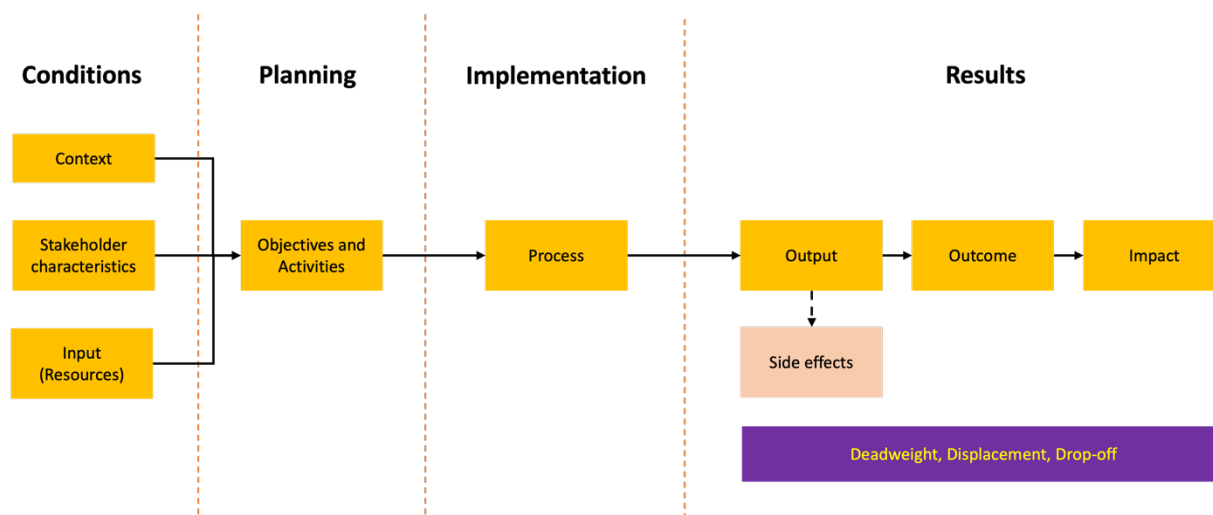 Conditions
Planning
Implementation
Results
Context
Stakeholder
characteristics
Input
(Resources)
Objectives and
Activities
Process
Output
Outcome
Impact
Side effects
Deadweight, Displacement, Drop-off